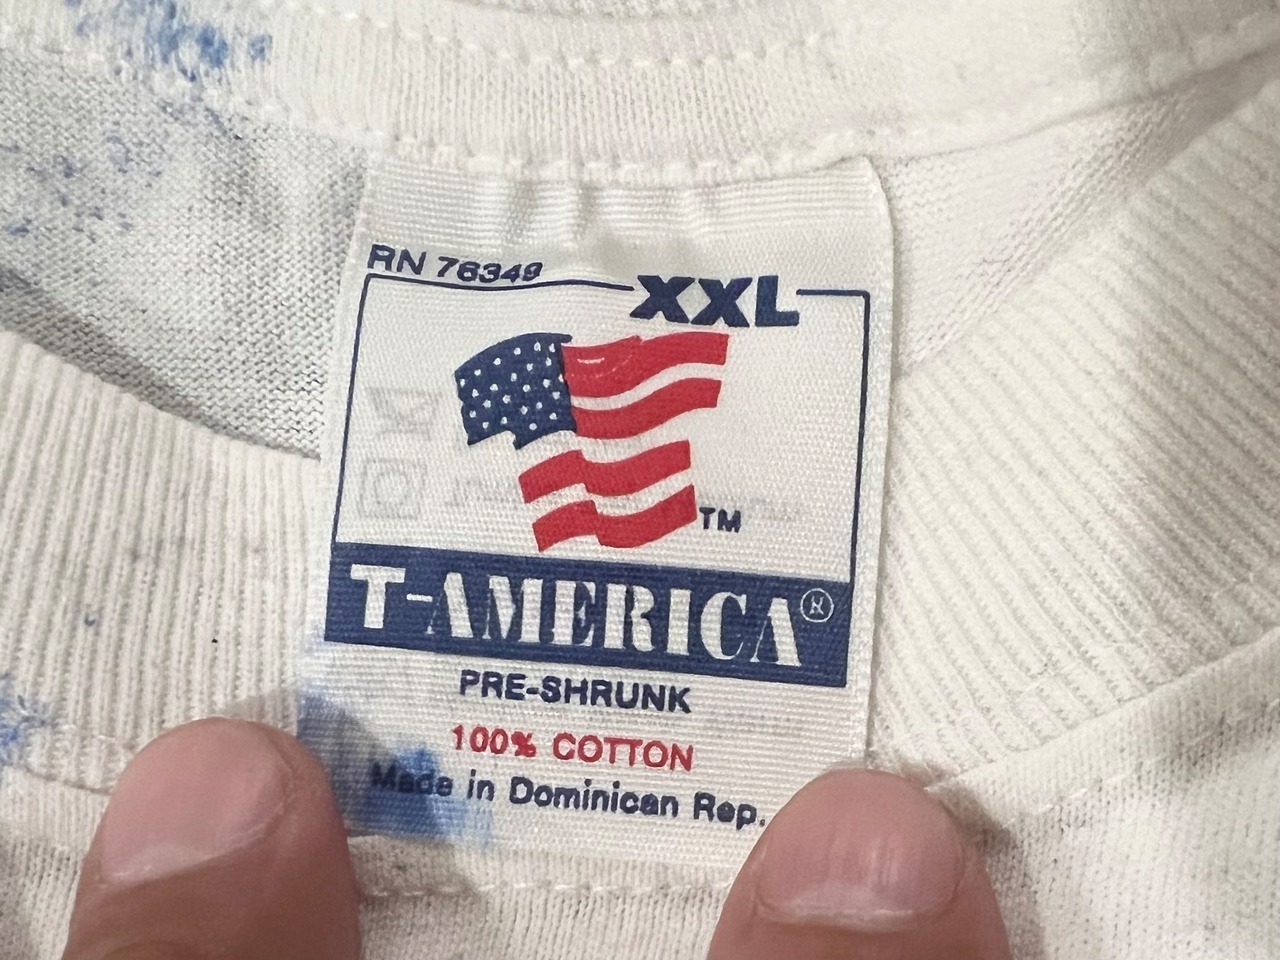 RN 76349
XXL
TM
T-AMERICA®
PRE-SHRUNK
100% COTTON
Made in Dominican Rep.